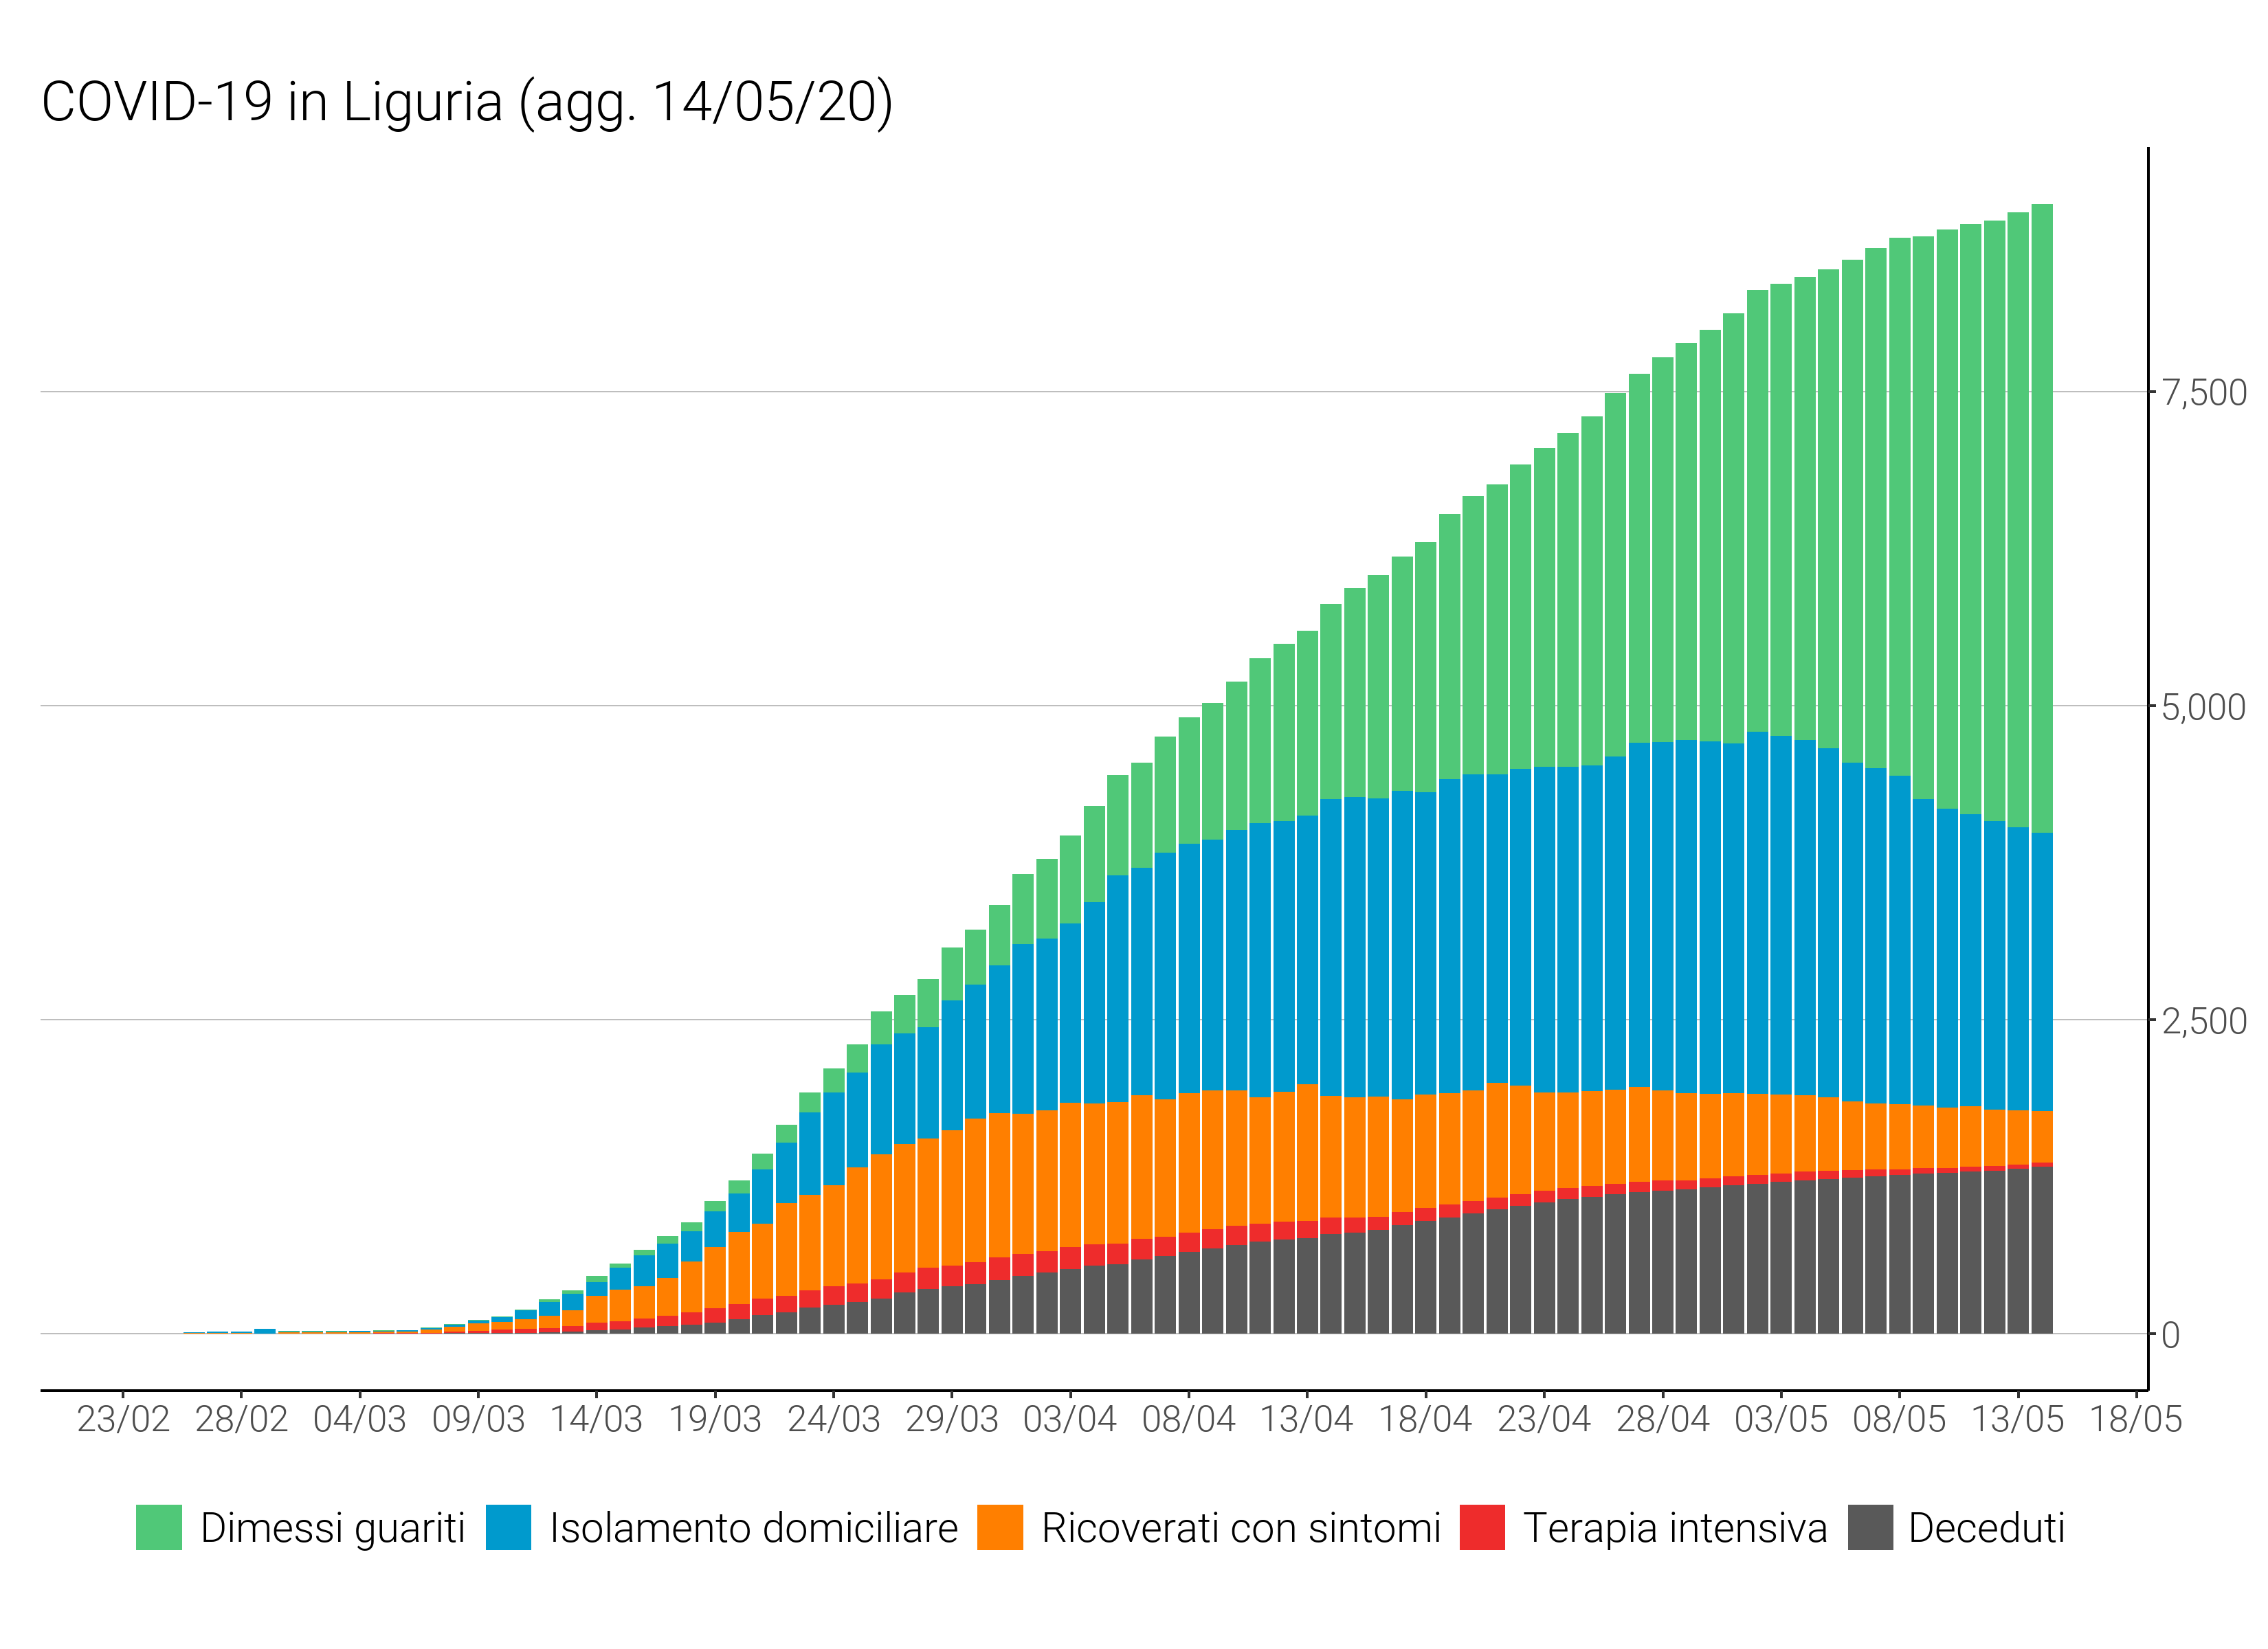 COVID-19 in Liguria (agg. 14/05/20)
7,500
5,000
2,500
0
23/02 28/02 04/03 09/03 14/03 19/03 24/03 29/03 03/04 08/04 13/04 18/04 23/04 28/04 03/05 08/05 13/05 18/05
Dimessi guariti Isolamento domiciliare Ricoverati con sintomi Terapia intensiva Deceduti